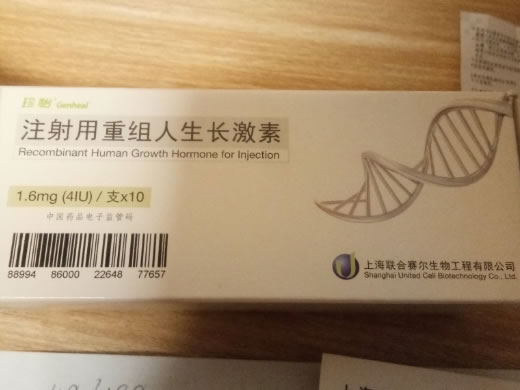 珍怡 Genheal
注射用重组人生长激素
Recombinant Human Growth Hormone for Injection
1.6mg (4IU) / 支x10
中国药品电子监管码
88994 86000 22648 77657
上海联合赛尔生物工程有限公司
Shanghai United Cell Biotechnology Co., Ltd.